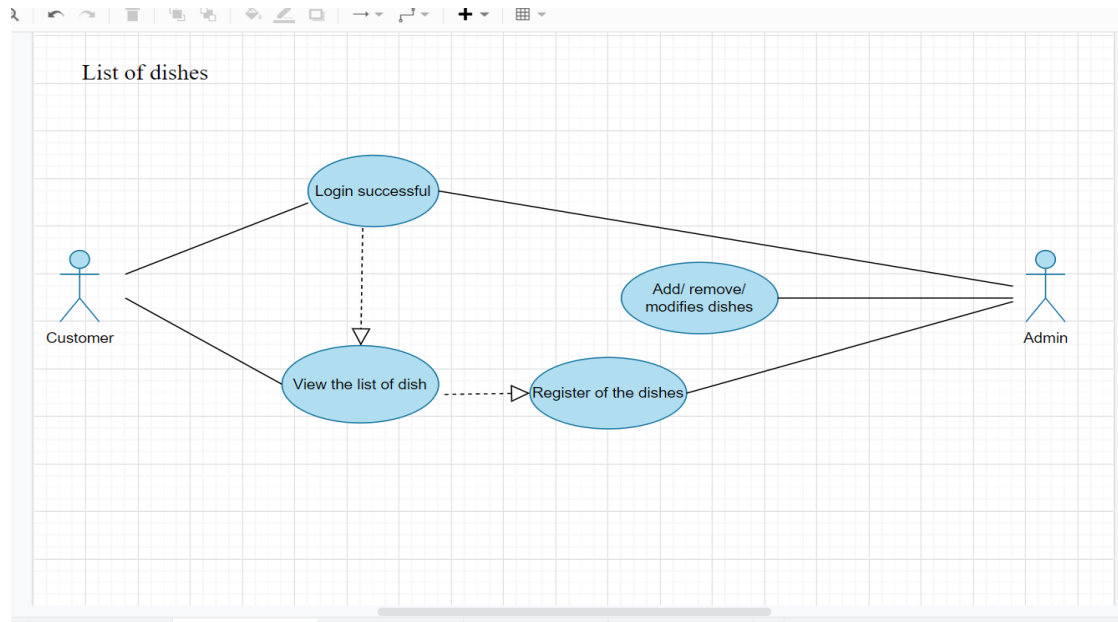 List of dishes
Login successful
Add/ remove/
modifies dishes
Customer
Admin
View the list of dish
Register of the dishes